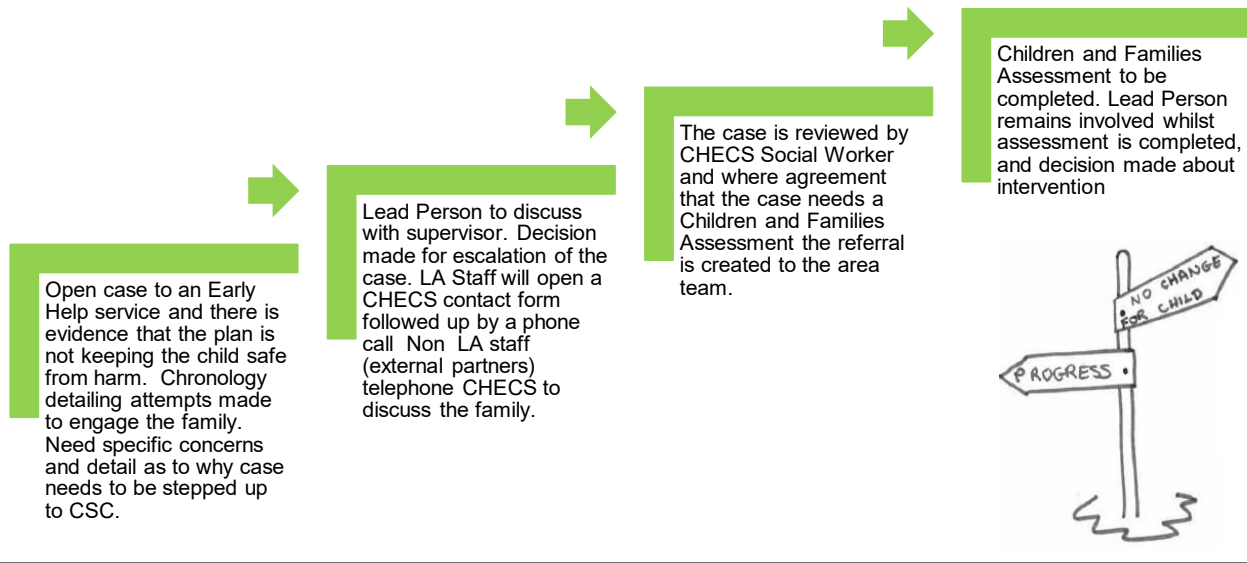 Open case to an Early
Help service and there is
evidence that the plan is
not keeping the child safe
from harm.  Chronology
detailing attempts made
to engage the family.
Need specific concerns
and detail as to why case
needs to be stepped up
to CSC.
Lead Person to discuss
with supervisor. Decision
made for escalation of the
case. LA Staff will open a
CHECS contact form
followed up by a phone
call  Non  LA staff
(external partners)
telephone CHECS to
discuss the family.
The case is reviewed by
CHECS Social Worker
and where agreement
that the case needs a
Children and Families
Assessment the referral
is created to the area
team.
Children and Families
Assessment to be
completed. Lead Person
remains involved whilst
assessment is completed,
and decision made about
intervention
NO CHANGE
FOR CHILD
PROGRESS